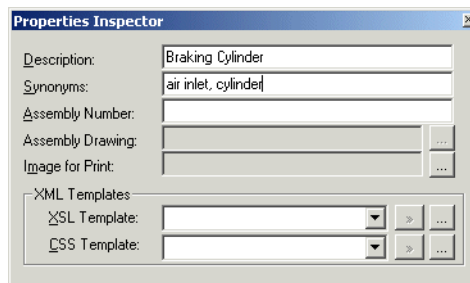 Properties Inspector
Description: Braking Cylinder
Synonyms: air inlet, cylinder
Assembly Number:
Assembly Drawing: ...
Image for Print: ...
XML Templates
XSL Template: » ...
CSS Template: » ...